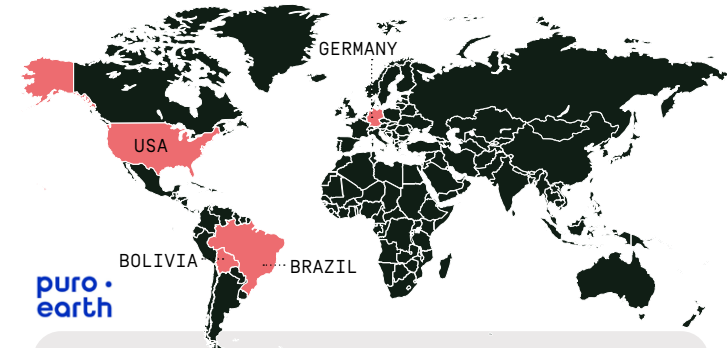 GERMANY
USA
BOLIVIA
BRAZIL
puro·
earth